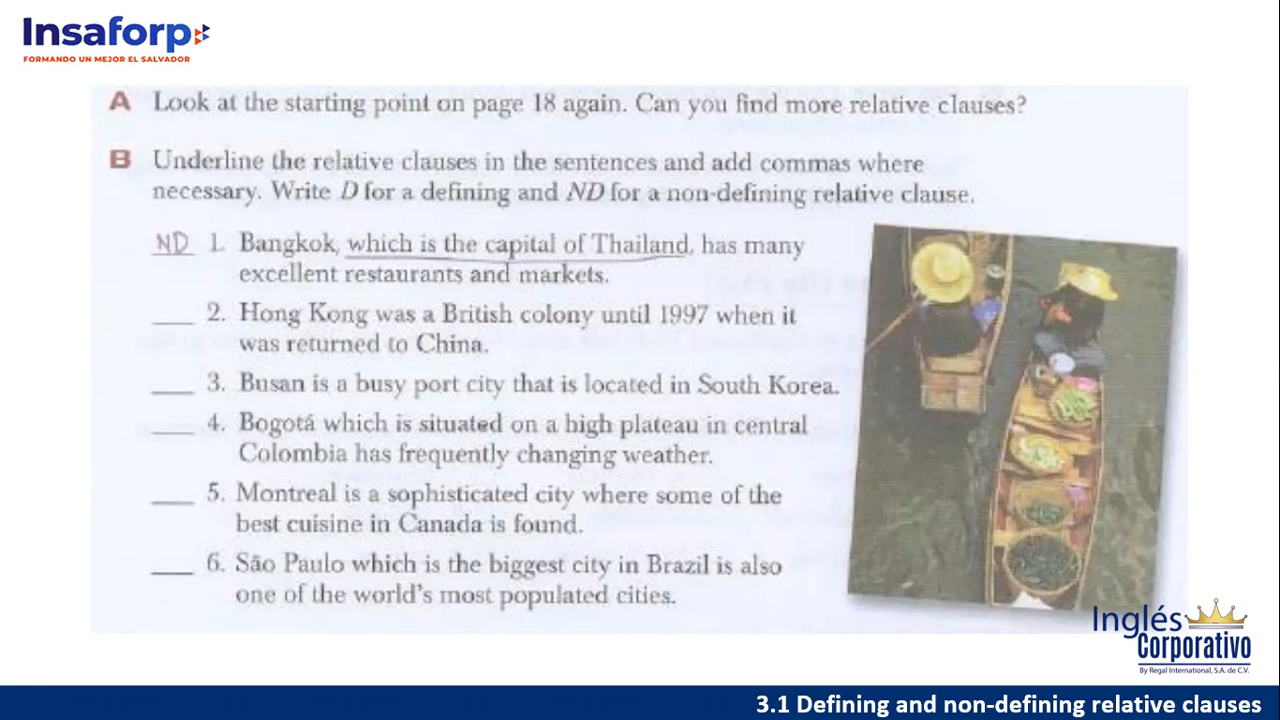 Insaforp
FORMANDO UN MEJOR EL SALVADOR
A Look at the starting point on page 18 again. Can you find more relative clauses?
B Underline the relative clauses in the sentences and add commas where
necessary. Write D for a defining and ND for a non-defining relative clause.
ND 1. Bangkok, which is the capital of Thailand, has many
excellent restaurants and markets.
___ 2. Hong Kong was a British colony until 1997 when it
was returned to China.
___ 3. Busan is a busy port city that is located in South Korea.
___ 4. Bogotá which is situated on a high plateau in central
Colombia has frequently changing weather.
___ 5. Montreal is a sophisticated city where some of the
best cuisine in Canada is found.
___ 6. São Paulo which is the biggest city in Brazil is also
one of the world's most populated cities.
Inglés
Corporativo
By Regal International, S.A. de C.V.
3.1 Defining and non-defining relative clauses